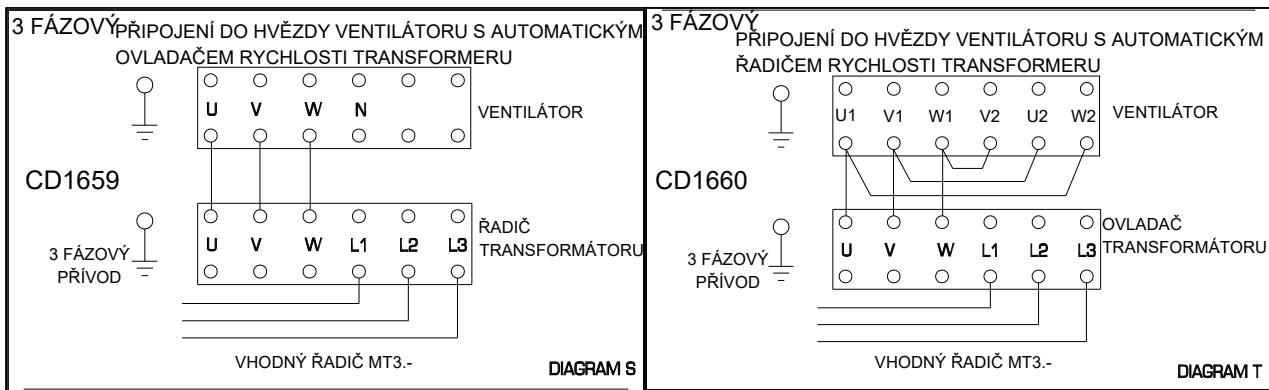 3 FÁZOVÝ
PŘIPOJENÍ DO HVĚZDY VENTILÁTORU S AUTOMATICKÝM
OVLADAČEM RYCHLOSTI TRANSFORMERU
U V W N
VENTILÁTOR
CD1659
3 FÁZOVÝ
PŘÍVOD
U V W L1 L2 L3
ŘADIČ
TRANSFORMÁTORU
VHODNÝ ŘADIČ MT3.-
DIAGRAM S
3 FÁZOVÝ
PŘIPOJENÍ DO HVĚZDY VENTILÁTORU S AUTOMATICKÝM
ŘADIČEM RYCHLOSTI TRANSFORMERU
U1 V1 W1 V2 U2 W2
VENTILÁTOR
CD1660
3 FÁZOVÝ
PŘÍVOD
U V W L1 L2 L3
OVLADAČ
TRANSFORMÁTORU
VHODNÝ ŘADIČ MT3.-
DIAGRAM T